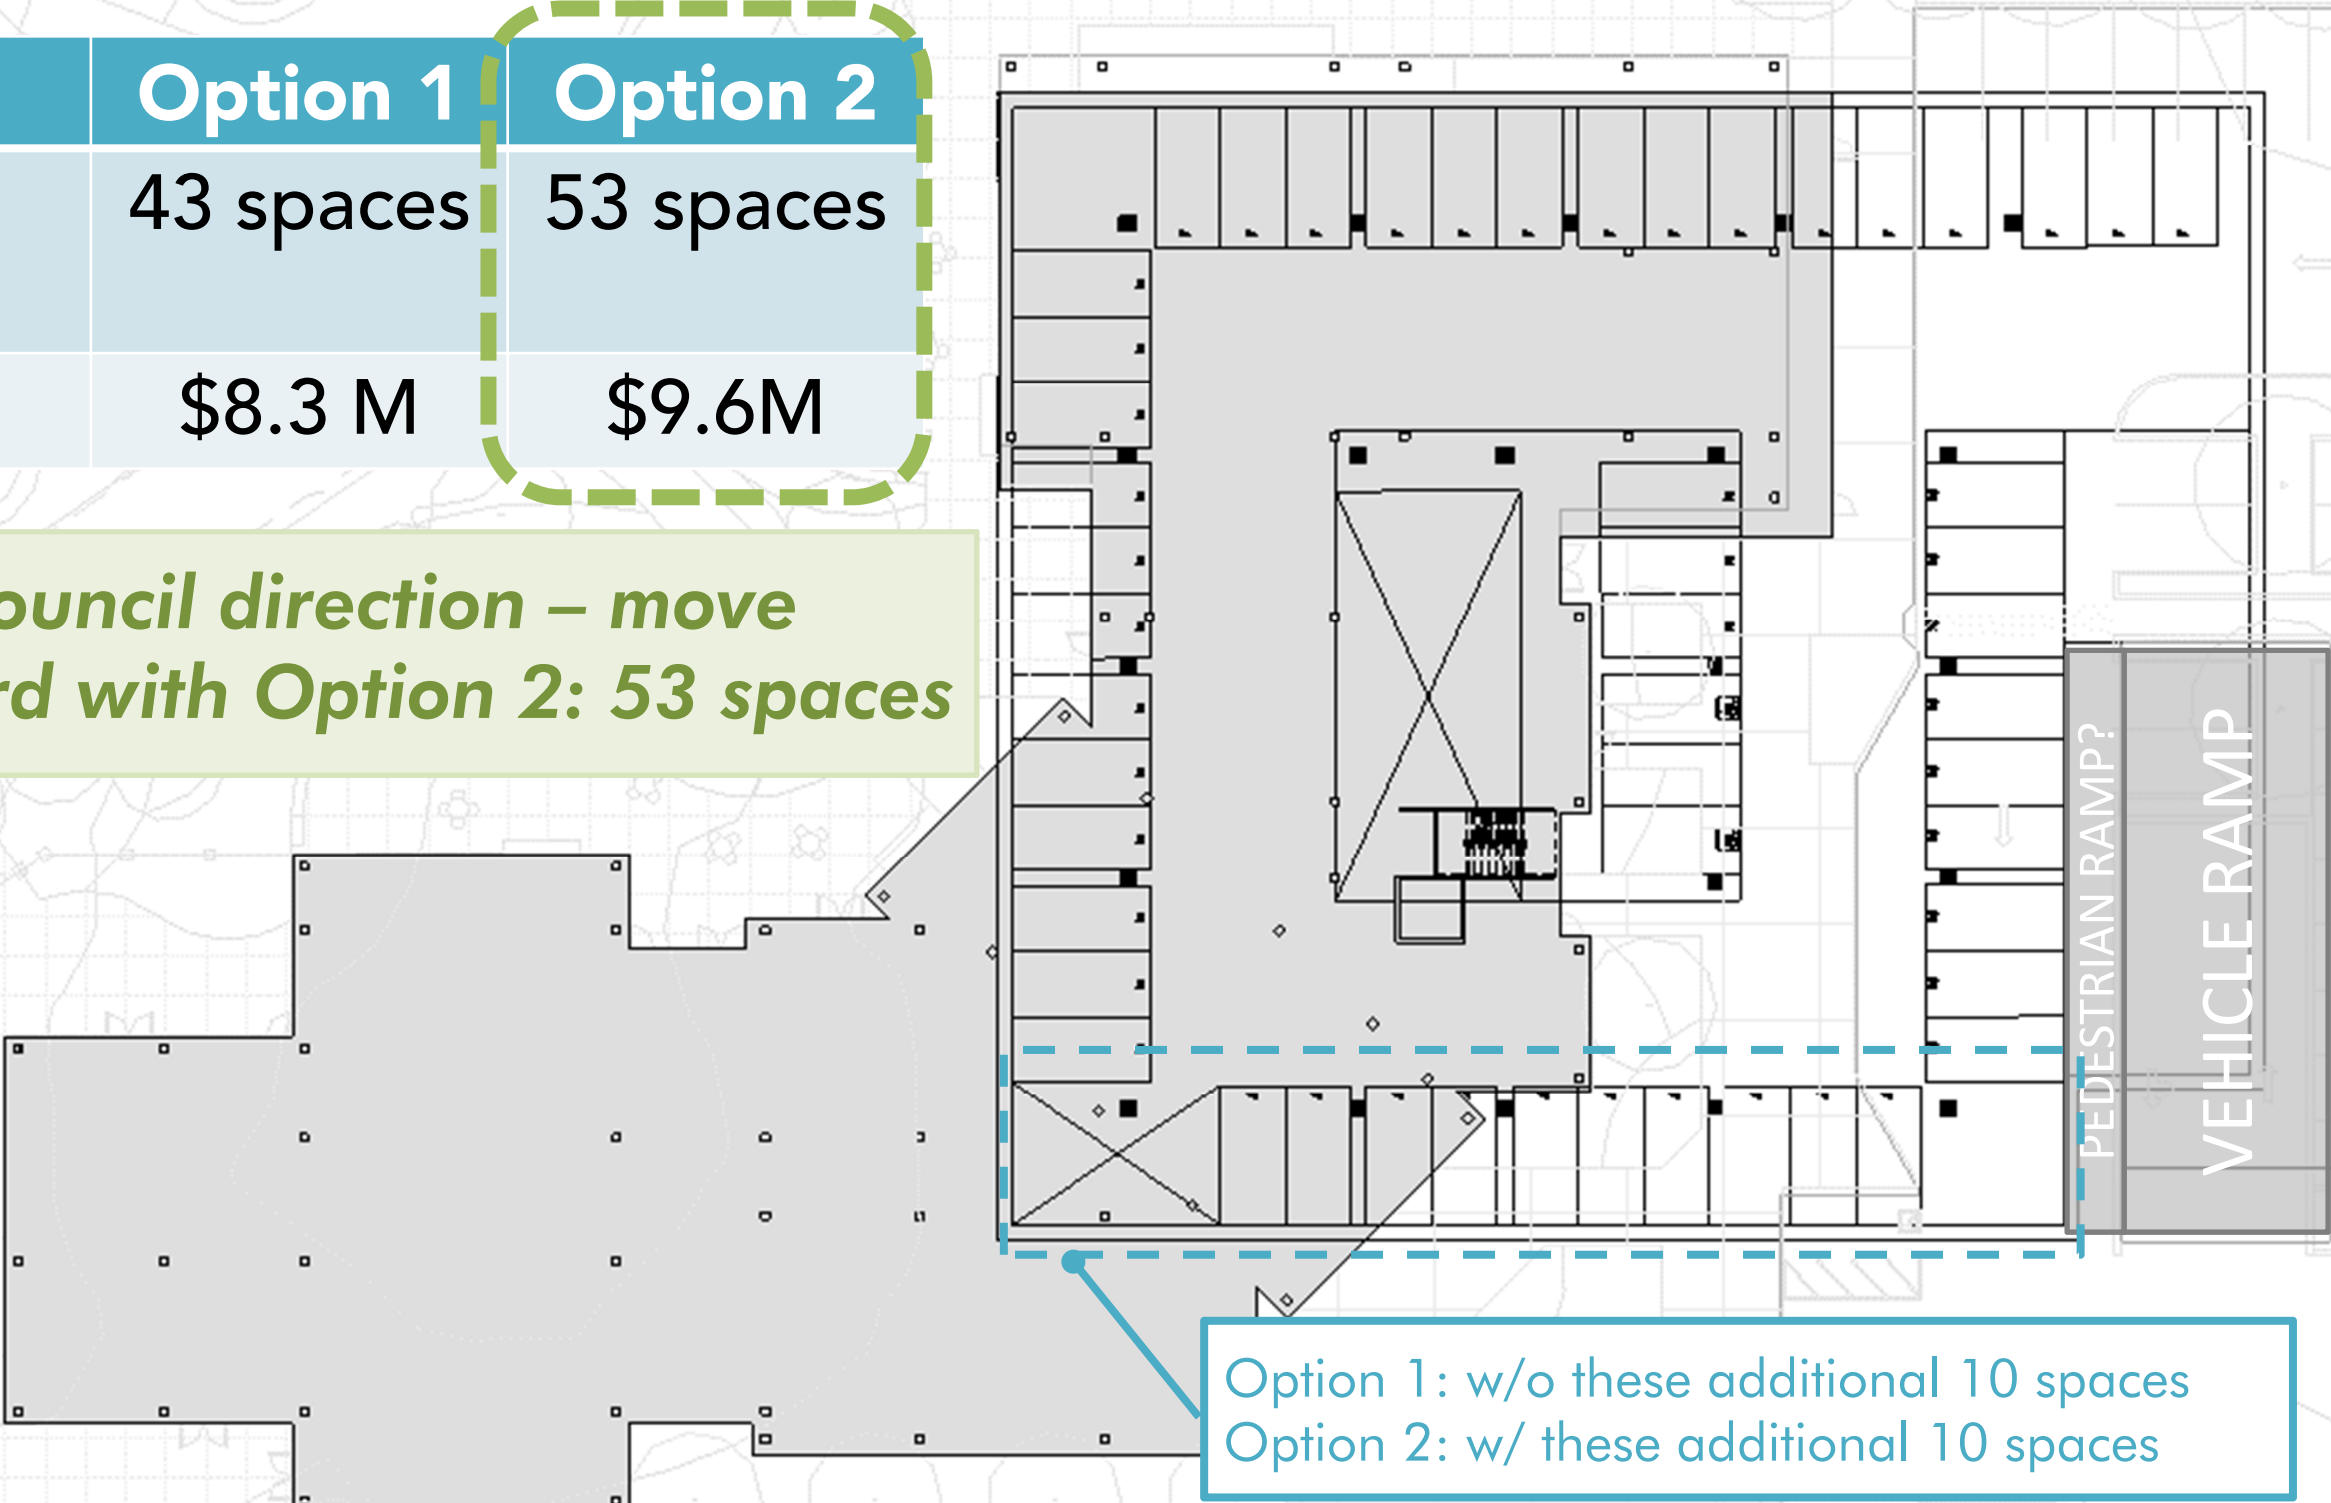 Option 1 Option 2
43 spaces 53 spaces
$8.3 M $9.6M
ouncil direction – move
rd with Option 2: 53 spaces
PEDESTRIAN RAMP?
VEHICLE RAMP
Option 1: w/o these additional 10 spaces
Option 2: w/ these additional 10 spaces